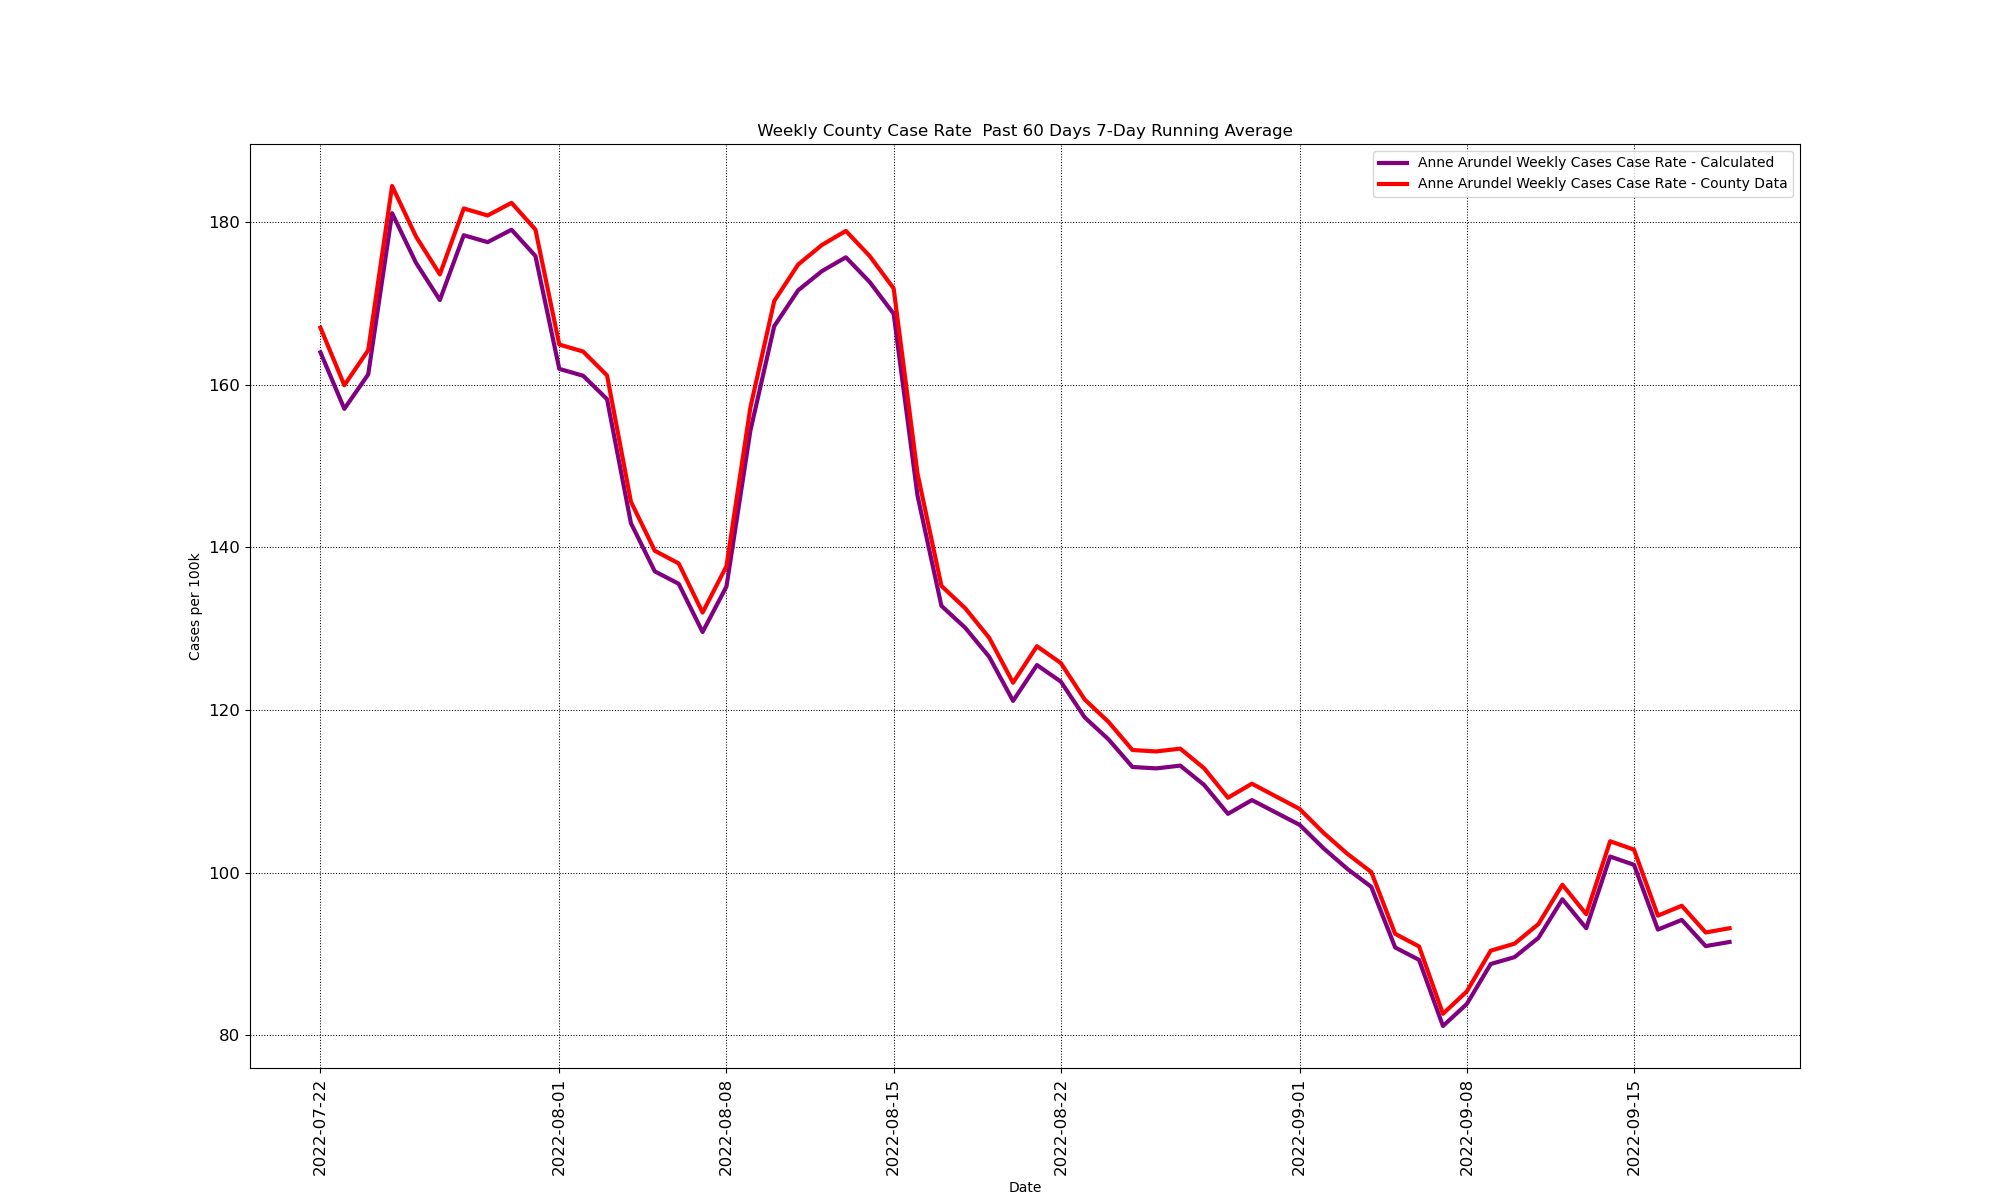 Weekly County Case Rate  Past 60 Days 7-Day Running Average
Anne Arundel Weekly Cases Case Rate - Calculated
Anne Arundel Weekly Cases Case Rate - County Data
180
160
140
120
100
80
Cases per 100k
2022-07-22
2022-08-01
2022-08-08
2022-08-15
2022-08-22
2022-09-01
2022-09-08
2022-09-15
Date